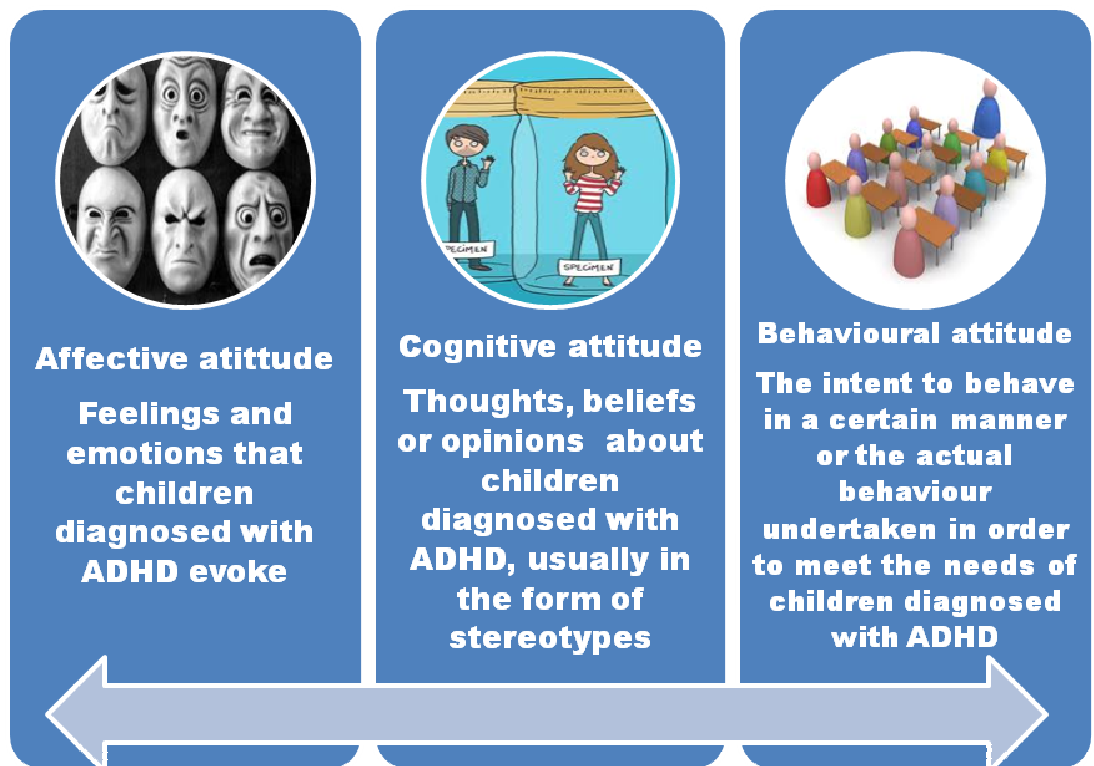 PECIMEN
SPECIMEN
Affective atittude
Feelings and
emotions that
children
diagnosed with
ADHD evoke
Cognitive attitude
Thoughts, beliefs
or opinions about
children
diagnosed with
ADHD, usually in
the form of
stereotypes
Behavioural attitude
The intent to behave
in a certain manner
or the actual
behaviour
undertaken in order
to meet the needs of
children diagnosed
with ADHD